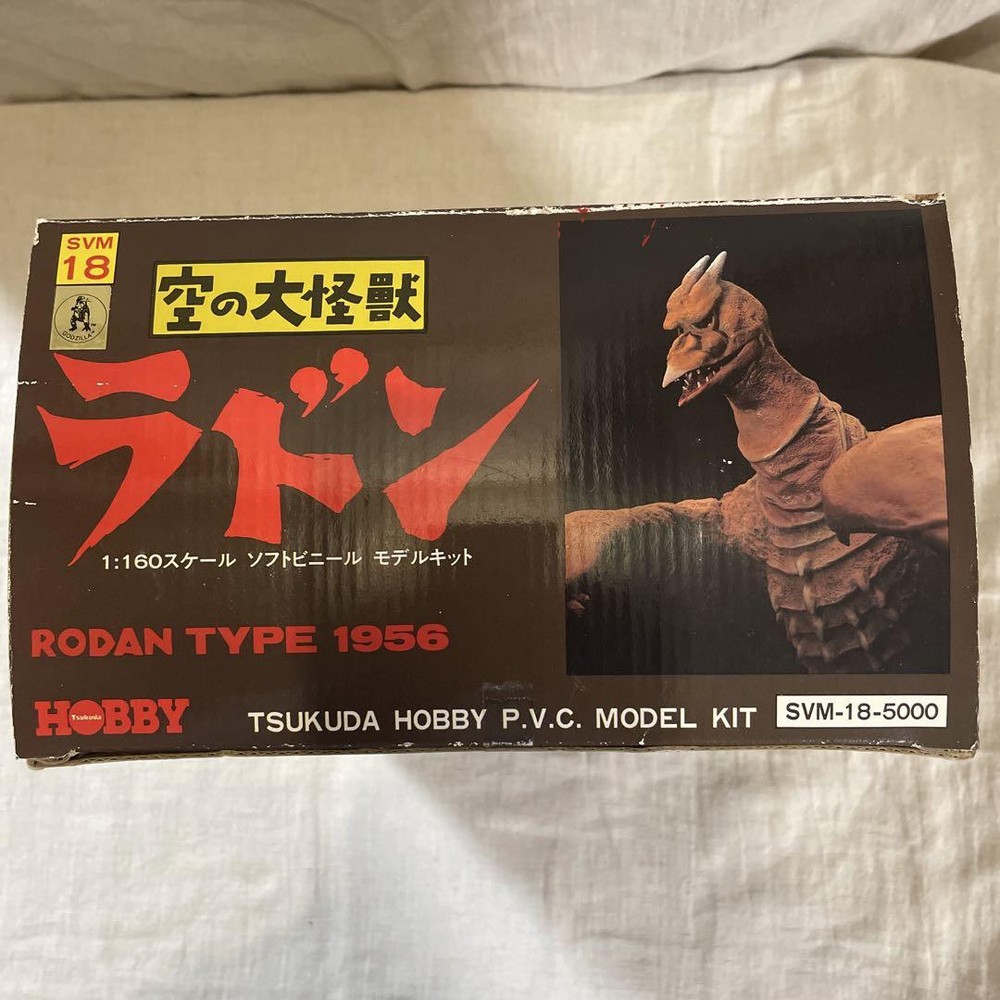 SVM
18
GODZILLA™
空の大怪獣
ラドン
1:160スケール ソフトビニール モデルキット
RODAN TYPE 1956
HOBBY
Tsukuda
TSUKUDA HOBBY P.V.C. MODEL KIT
SVM-18-5000